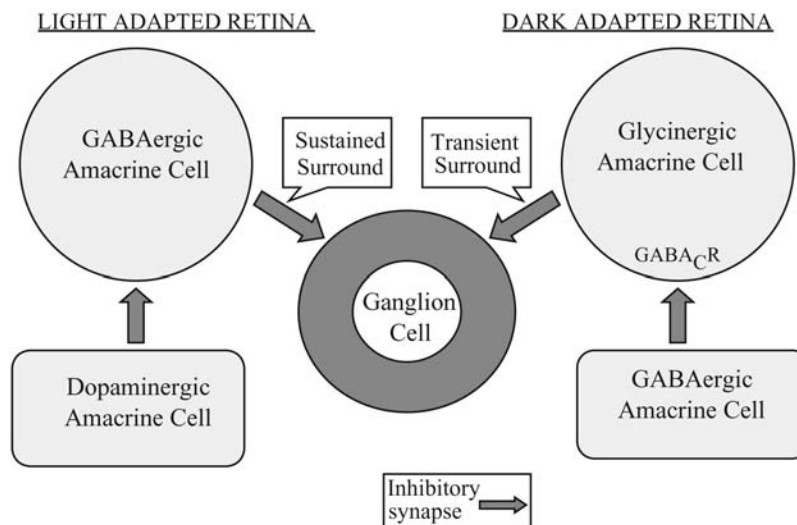 LIGHT ADAPTED RETINA
DARK ADAPTED RETINA
GABAergic
Amacrine Cell
Sustained
Surround
Transient
Surround
Glycinergic
Amacrine Cell
GABACR
Ganglion
Cell
Dopaminergic
Amacrine Cell
GABAergic
Amacrine Cell
Inhibitory
synapse